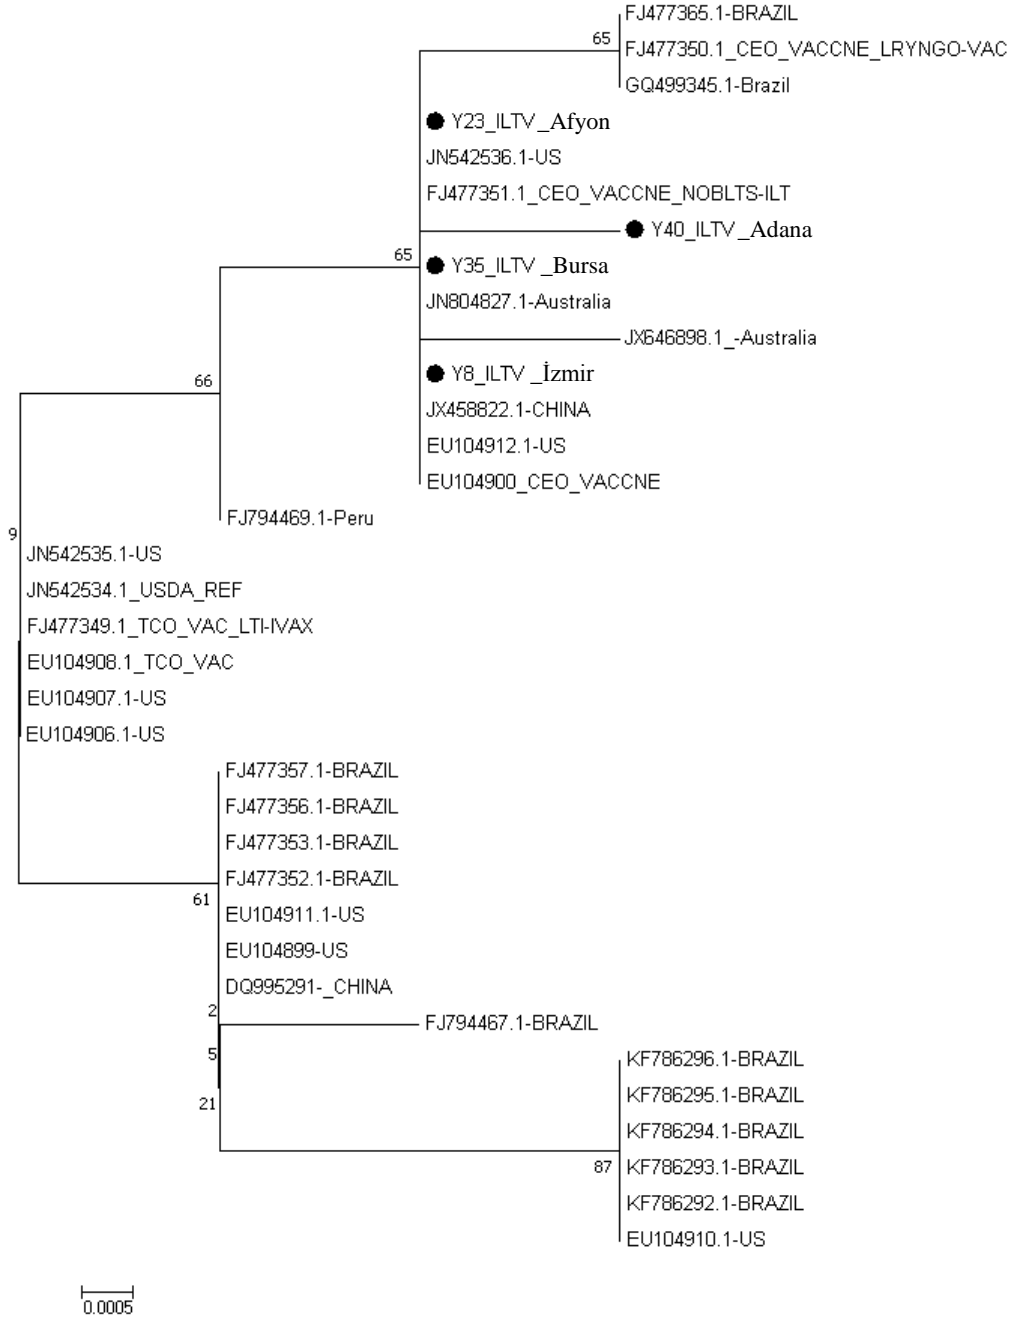 FJ477365.1-BRAZIL
65
FJ477350.1_CEO_VACCNE_LRYNGO-VAC
GQ499345.1-Brazil
Y23_ILTV_Afyon
JN542536.1-US
FJ477351.1_CEO_VACCNE_NOBLTS-ILT
Y40_ILTV_Adana
65
Y35_ILTV_Bursa
JN804827.1-Australia
JX646898.1_-Australia
Y8_ILTV_İzmir
66
JX458822.1-CHINA
EU104912.1-US
EU104900_CEO_VACCNE
FJ794469.1-Peru
9
JN542535.1-US
JN542534.1_USDA_REF
FJ477349.1_TCO_VAC_LTI-IVAX
EU104908.1_TCO_VAC
EU104907.1-US
EU104906.1-US
FJ477357.1-BRAZIL
FJ477356.1-BRAZIL
FJ477353.1-BRAZIL
FJ477352.1-BRAZIL
61
EU104911.1-US
EU104899-US
DQ995291-_CHINA
2
FJ794467.1-BRAZIL
5
KF786296.1-BRAZIL
KF786295.1-BRAZIL
21
KF786294.1-BRAZIL
87
KF786293.1-BRAZIL
KF786292.1-BRAZIL
EU104910.1-US
0.0005